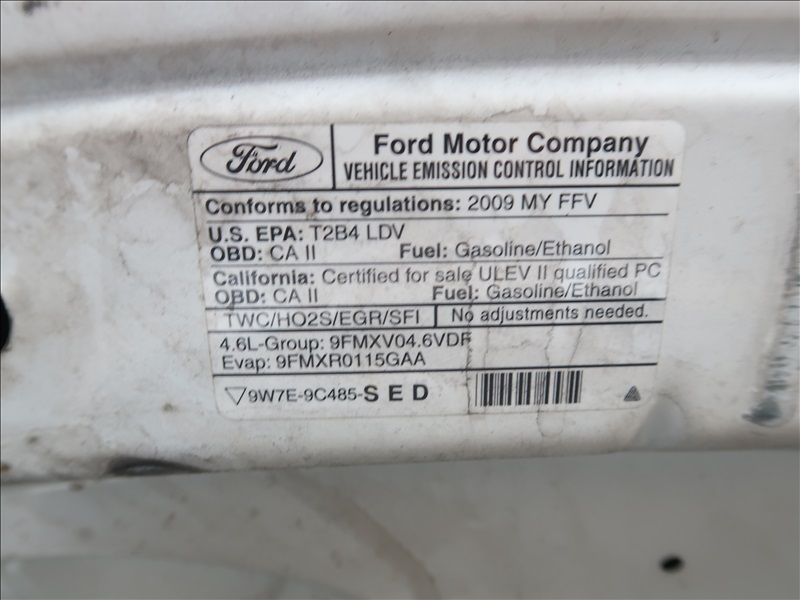 Ford
Ford Motor Company
VEHICLE EMISSION CONTROL INFORMATION
Conforms to regulations: 2009 MY FFV
U.S. EPA: T2B4 LDV
OBD: CA II Fuel: Gasoline/Ethanol
California: Certified for sale ULEV II qualified PC
OBD: CA II Fuel: Gasoline/Ethanol
TWC/HO2S/EGR/SFI No adjustments needed.
4.6L-Group: 9FMXV04.6VDF
Evap: 9FMXR0115GAA
9W7E-9C485-SED